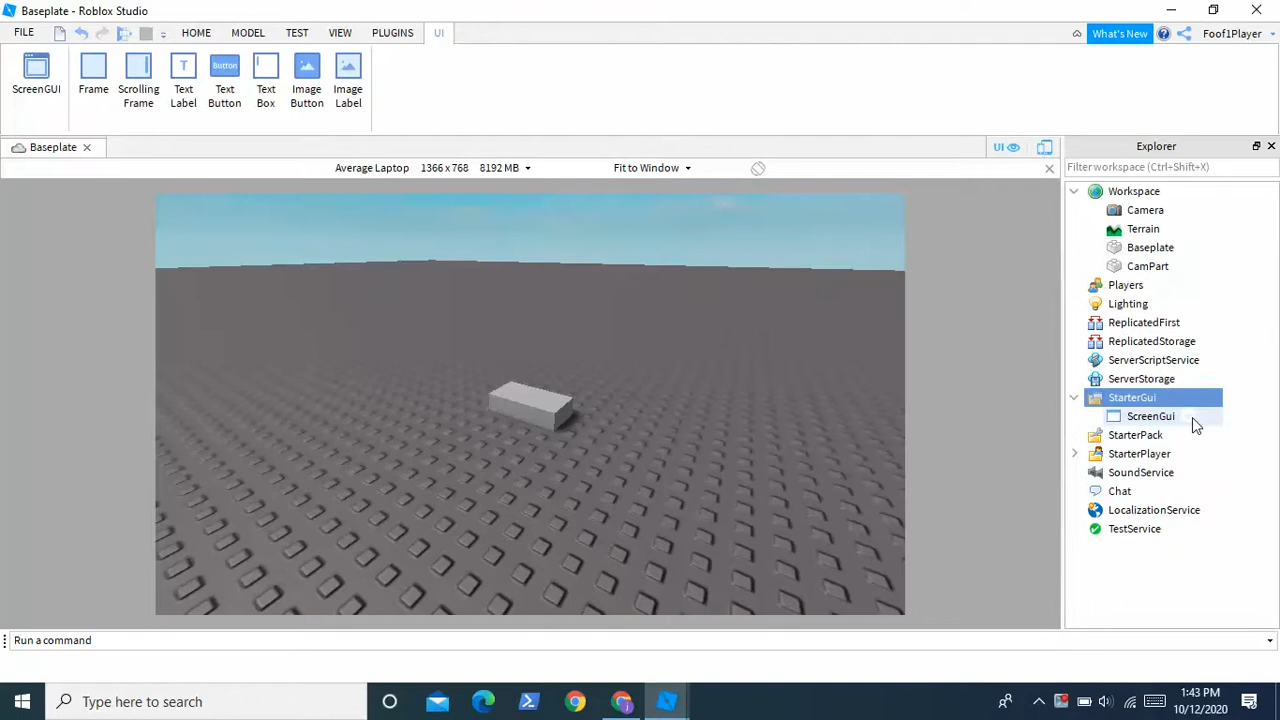 Baseplate - Roblox Studio
FILE HOME MODEL TEST VIEW PLUGINS UI What's New Foof1Player
ScreenGUI Frame Scrolling Frame Text Label Button Text Button Text Box Image Button Image Label
Baseplate UI
Average Laptop 1366 x 768 8192 MB Fit to Window
Explorer
Filter workspace (Ctrl+Shift+X)
Workspace
Camera
Terrain
Baseplate
CamPart
Players
Lighting
ReplicatedFirst
ReplicatedStorage
ServerScriptService
ServerStorage
StarterGui
ScreenGui
StarterPack
StarterPlayer
SoundService
Chat
LocalizationService
TestService
Run a command
Type here to search
1:43 PM
10/12/2020